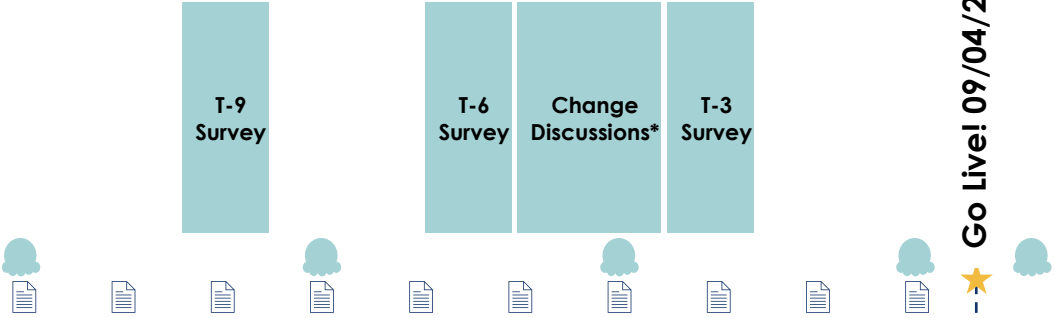 T-9
Survey
T-6
Survey
Change
Discussions*
T-3
Survey
Go Live! 09/04/2